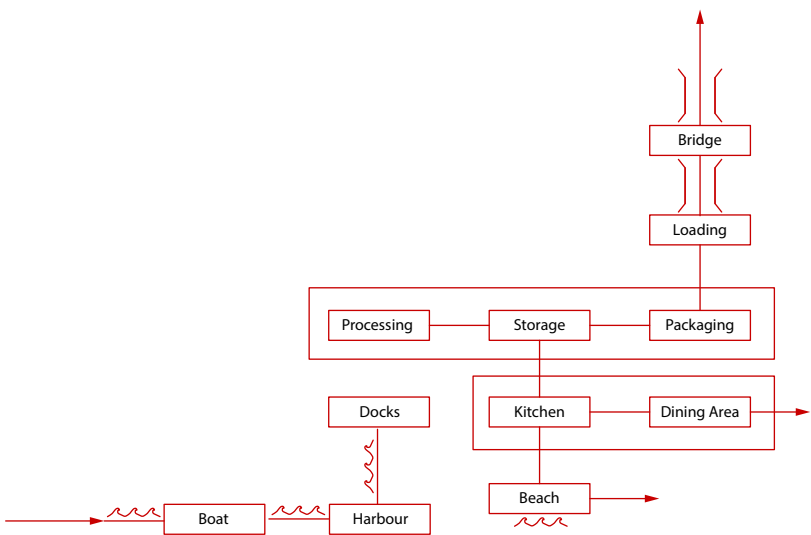 Bridge
Loading
Processing
Storage
Packaging
Docks
Kitchen
Dining Area
Beach
Boat
Harbour